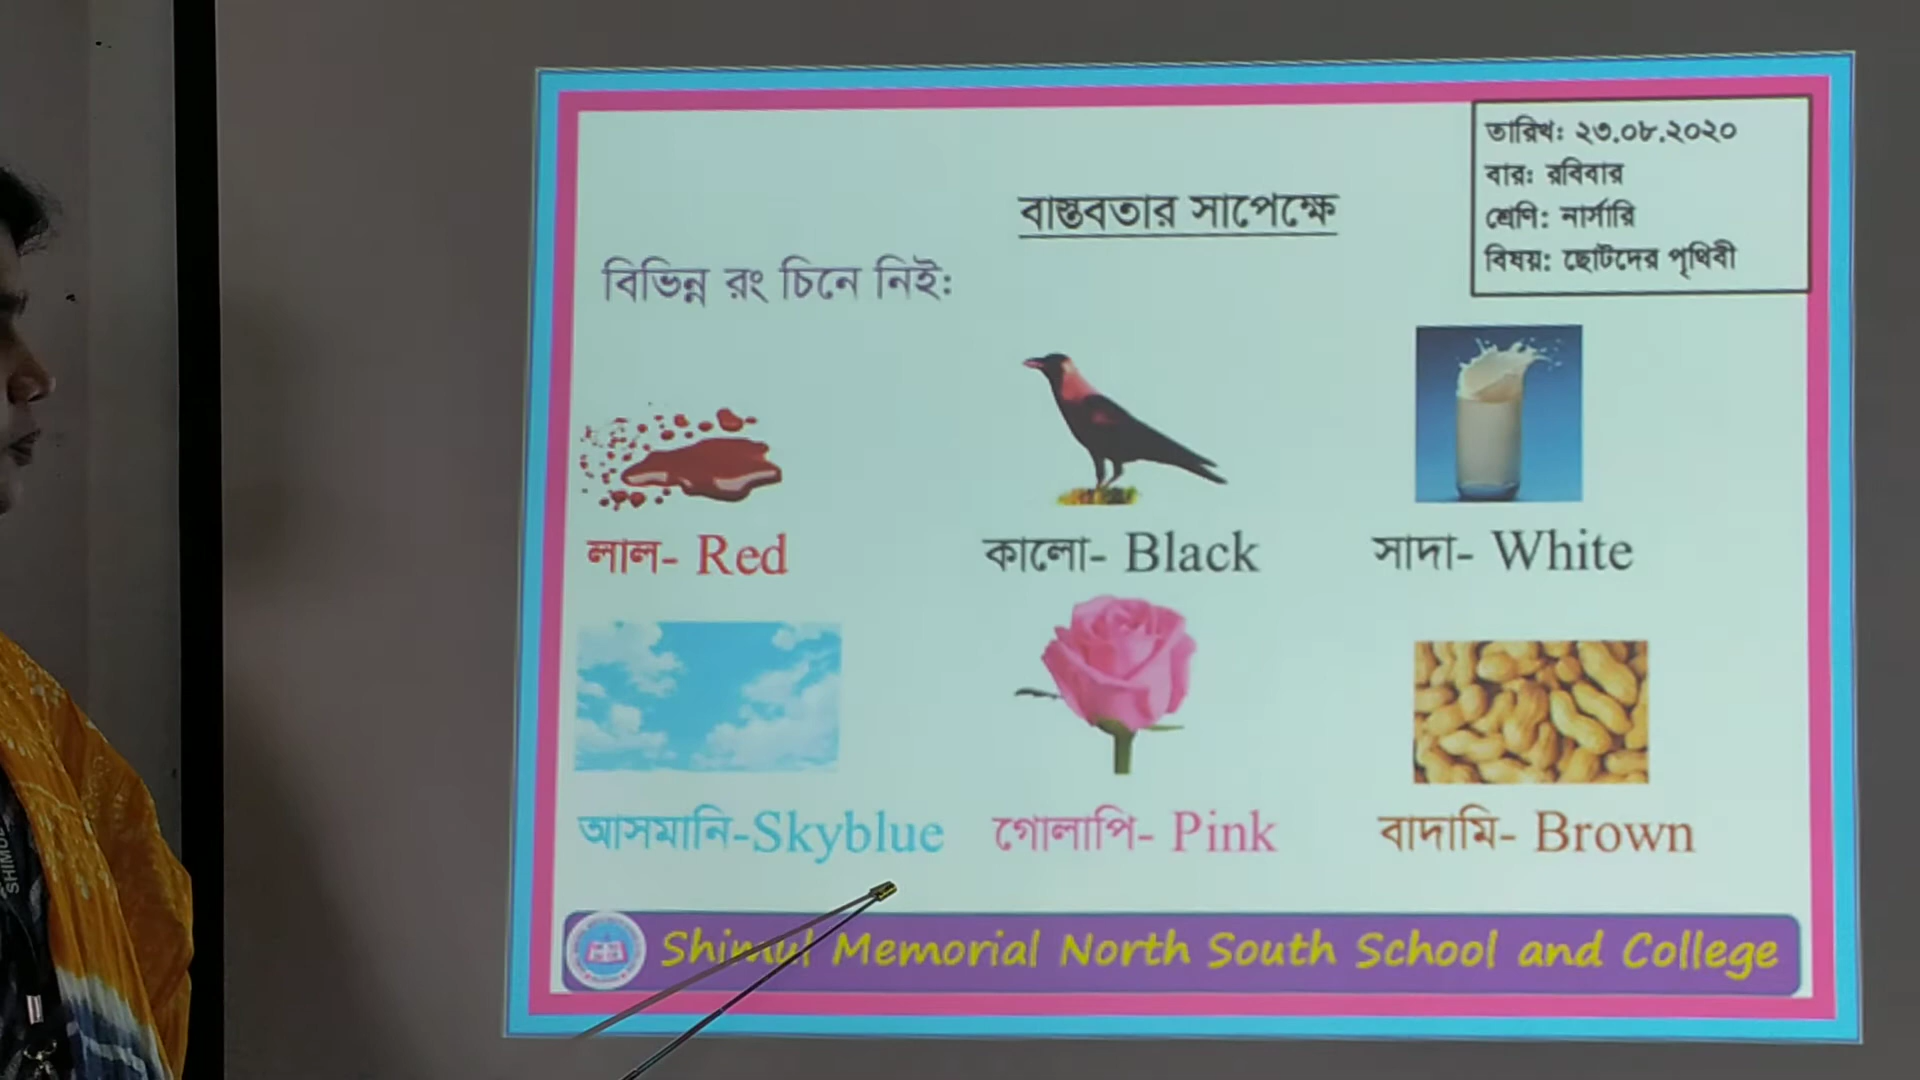 তারিখ: ২৩.০৮.২০২০
বার: রবিবার
শ্রেণি: নার্সারি
বিষয়: ছোটদের পৃথিবী
বাস্তবতার সাপেক্ষে
বিভিন্ন রং চিনে নিই:
লাল- Red
কালো- Black
সাদা- White
আসমানি-Skyblue
গোলাপি- Pink
বাদামি- Brown
Shimul Memorial North South School and College